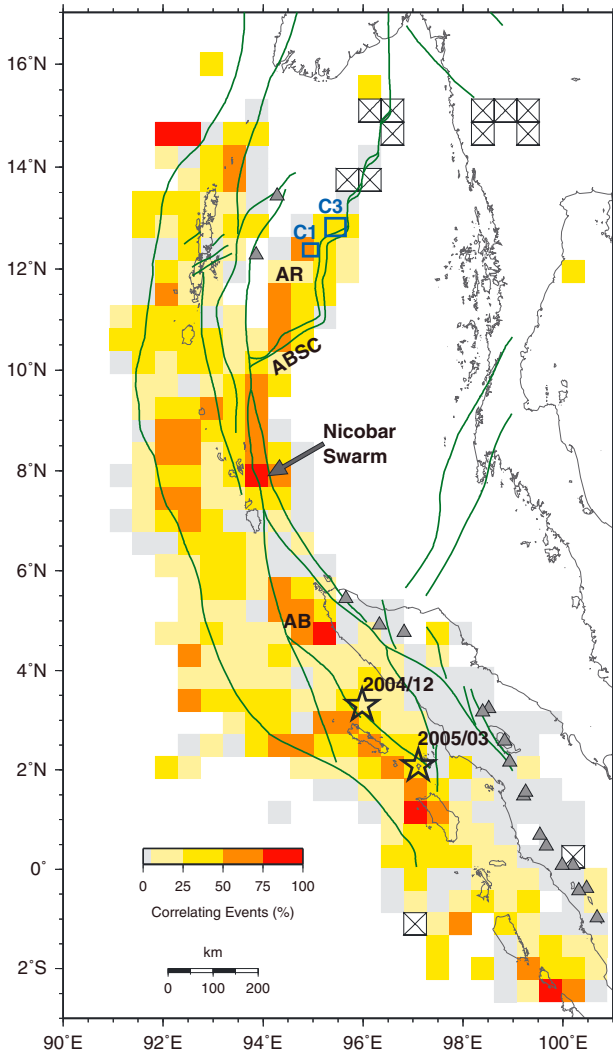 16°N
14°N
C3
C1
12°N
AR
ABSC
10°N
Nicobar
Swarm
8°N
6°N
AB
4°N
2004/12
2005/03
2°N
0°
0 25 50 75 100
Correlating Events (%)
km
0 100 200
2°S
90°E 92°E 94°E 96°E 98°E 100°E